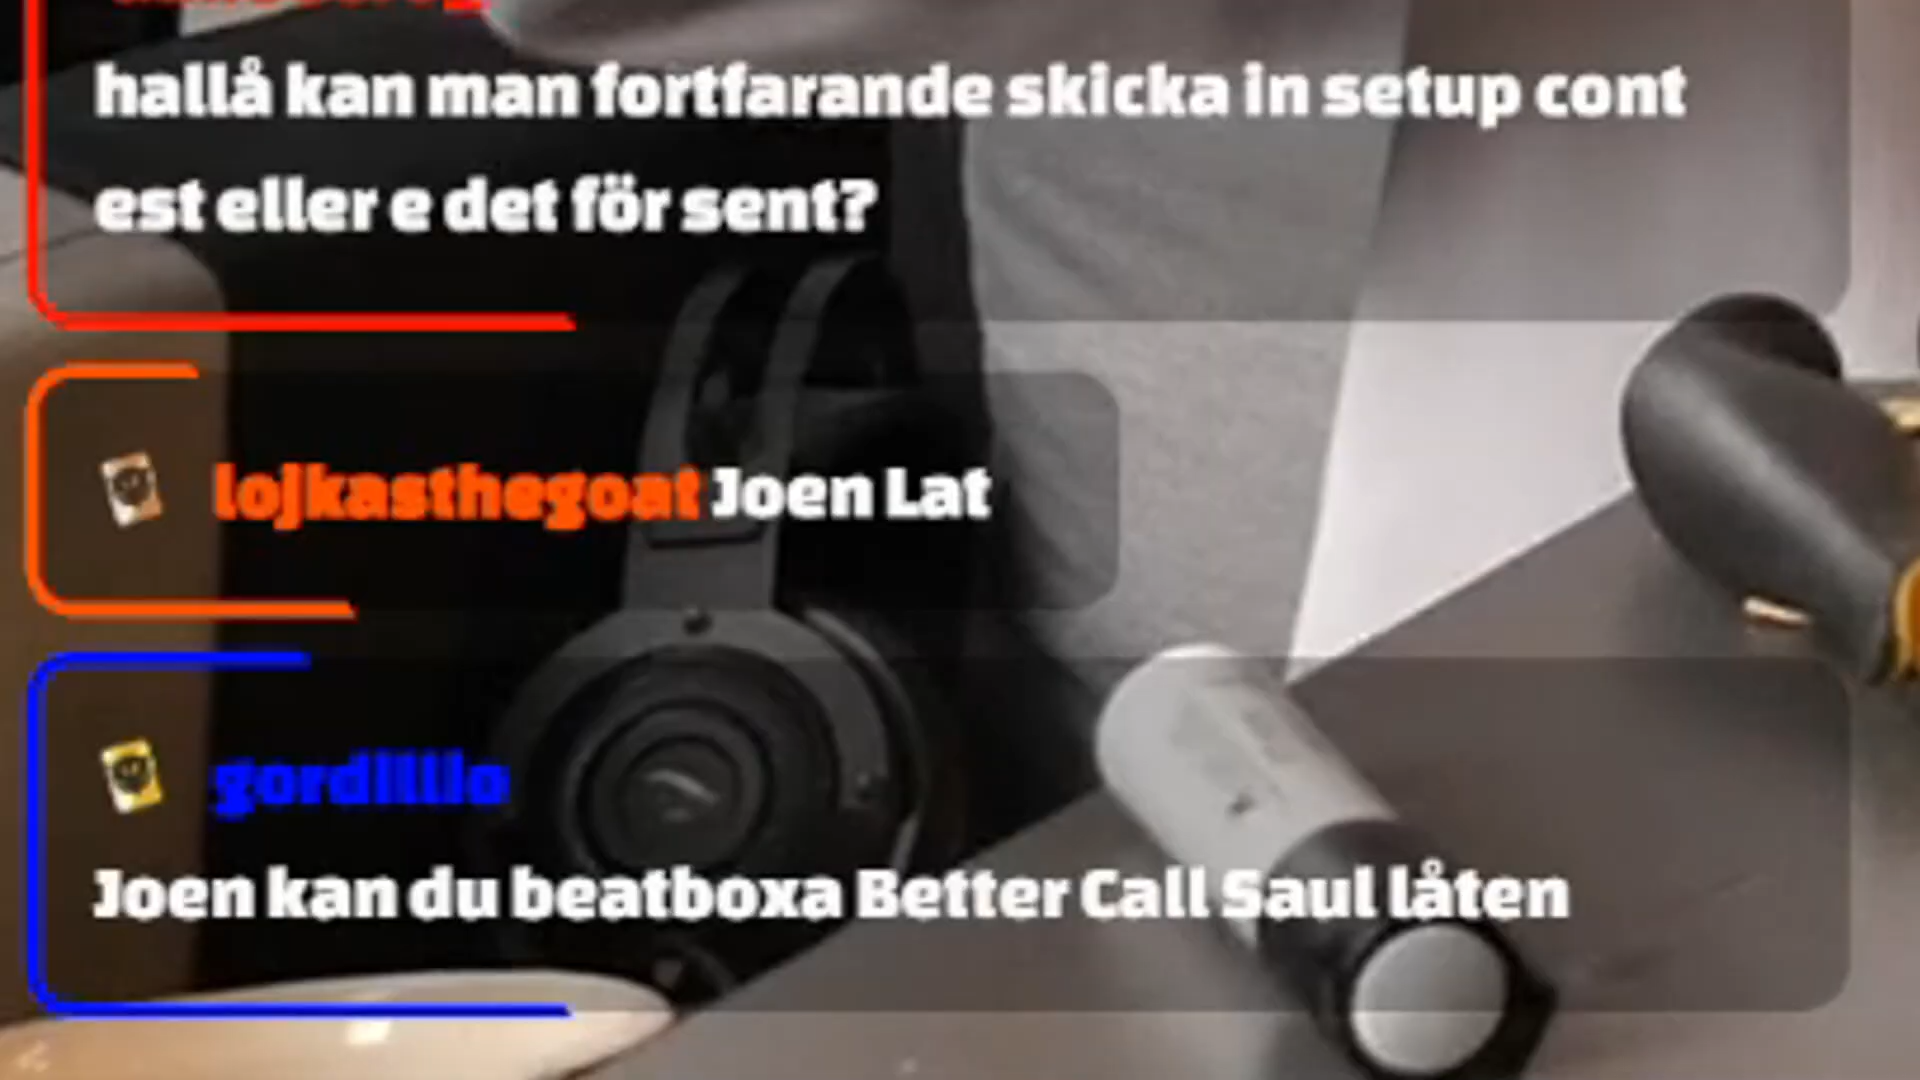 hallå kan man fortfarande skicka in setup cont
est eller e det för sent?
lojkasthegoat Joen Lat
gordillio
Joen kan du beatboxa Better Call Saul låten